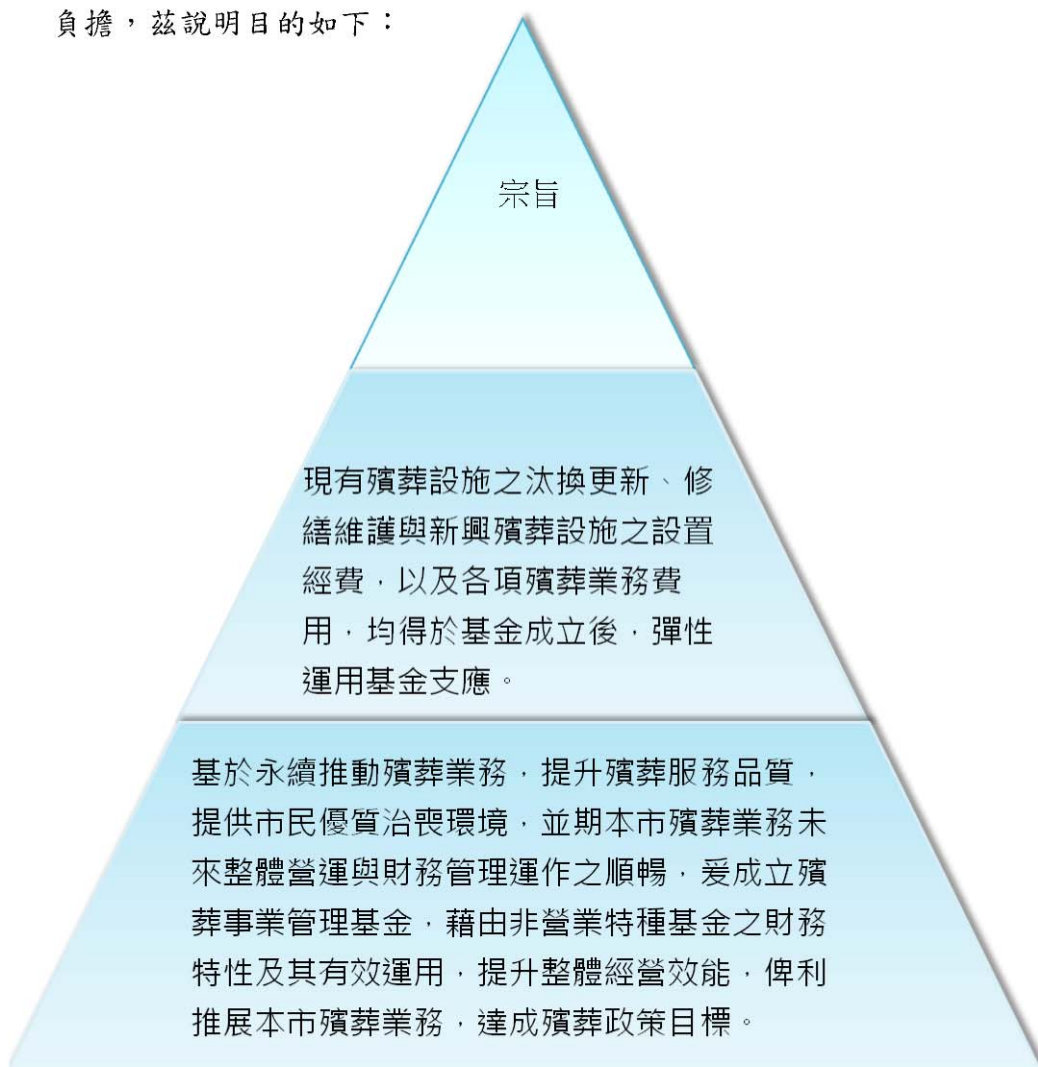 負擔，茲說明目的如下：
宗旨
現有殯葬設施之汰換更新、修
繕維護與新興殯葬設施之設置
經費，以及各項殯葬業務費
用，均得於基金成立後，彈性
運用基金支應。
基於永續推動殯葬業務，提升殯葬服務品質，
提供市民優質治喪環境，並期本市殯葬業務未
來整體營運與財務管理運作之順暢，爰成立殯
葬事業管理基金，藉由非營業特種基金之財務
特性及其有效運用，提升整體經營效能，俾利
推展本市殯葬業務，達成殯葬政策目標。